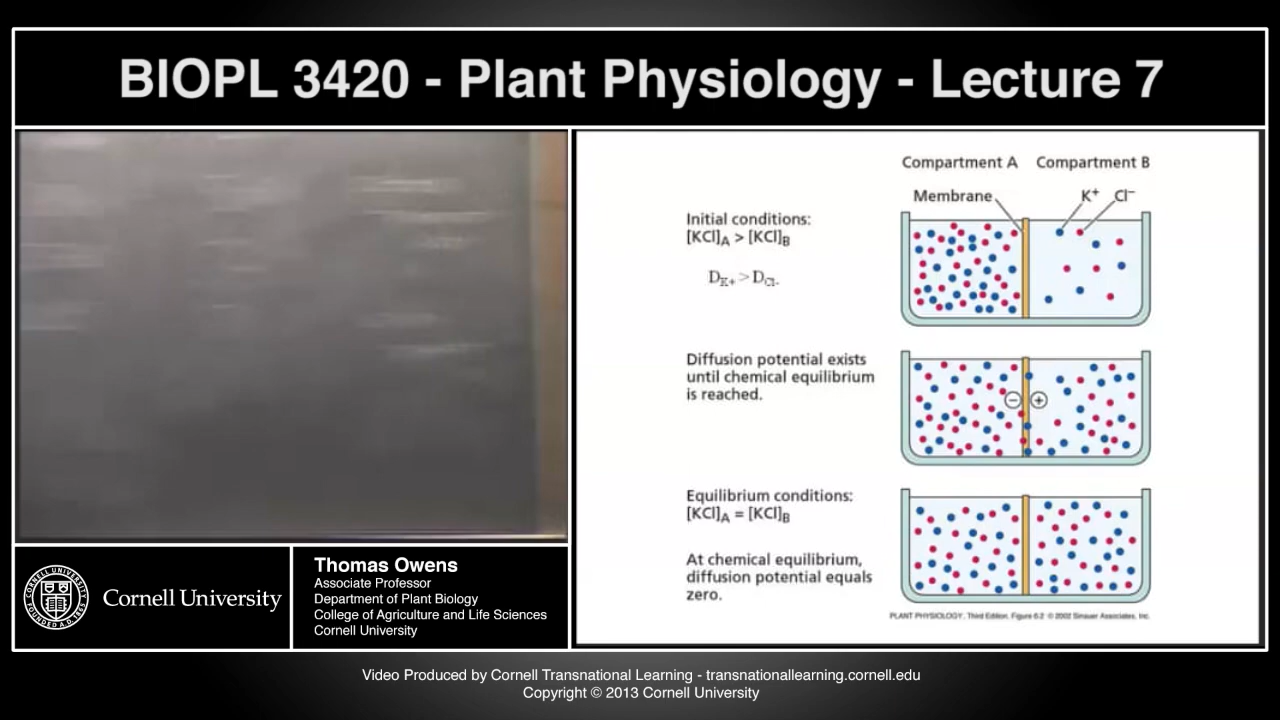 BIOPL 3420 - Plant Physiology - Lecture 7
Compartment A Compartment B
Membrane K⁺ Cl⁻
Initial conditions:
[KCl]A > [KCl]B
DK+ > DCl-
Diffusion potential exists
until chemical equilibrium
is reached.
− +
Equilibrium conditions:
[KCl]A = [KCl]B
At chemical equilibrium,
diffusion potential equals
zero.
PLANT PHYSIOLOGY, Third Edition, Figure 6.2 © 2002 Sinauer Associates, Inc.
Cornell University
Thomas Owens
Associate Professor
Department of Plant Biology
College of Agriculture and Life Sciences
Cornell University
Video Produced by Cornell Transnational Learning - transnationallearning.cornell.edu
Copyright © 2013 Cornell University